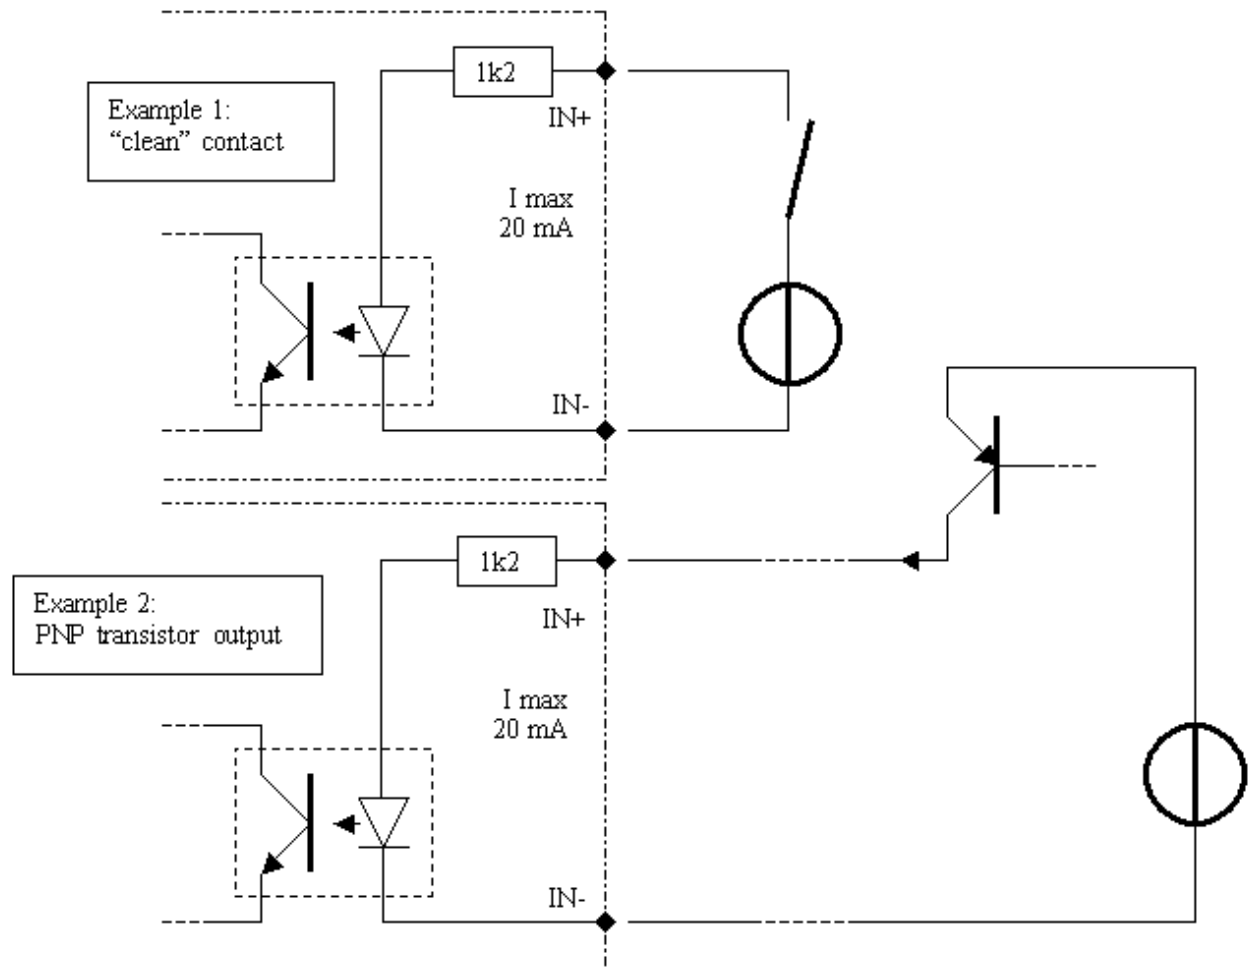 1k2
Example 1:
“clean” contact
IN+
I max
20 mA
IN-
1k2
Example 2:
PNP transistor output
IN+
I max
20 mA
IN-